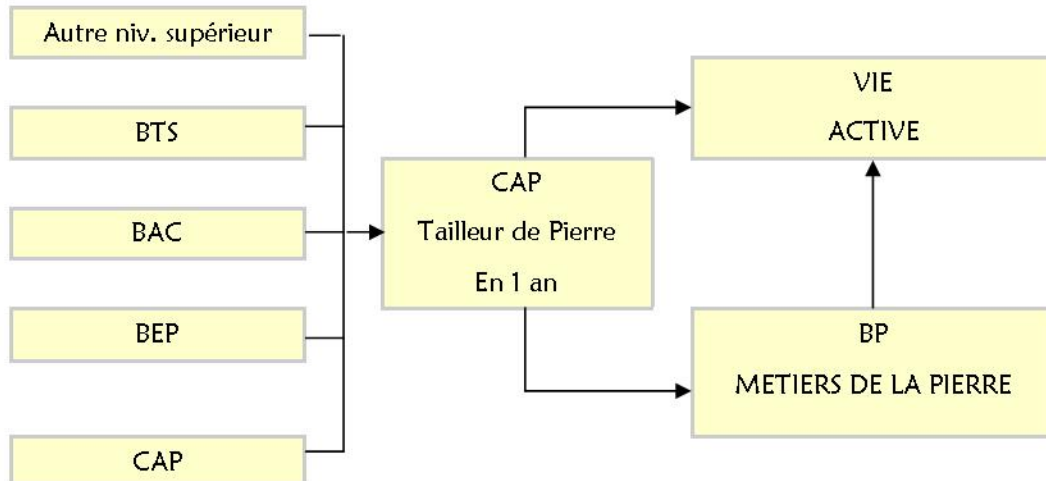 Autre niv. supérieur
BTS
BAC
BEP
CAP
CAP
Tailleur de Pierre
En 1 an
VIE
ACTIVE
BP
METIERS DE LA PIERRE